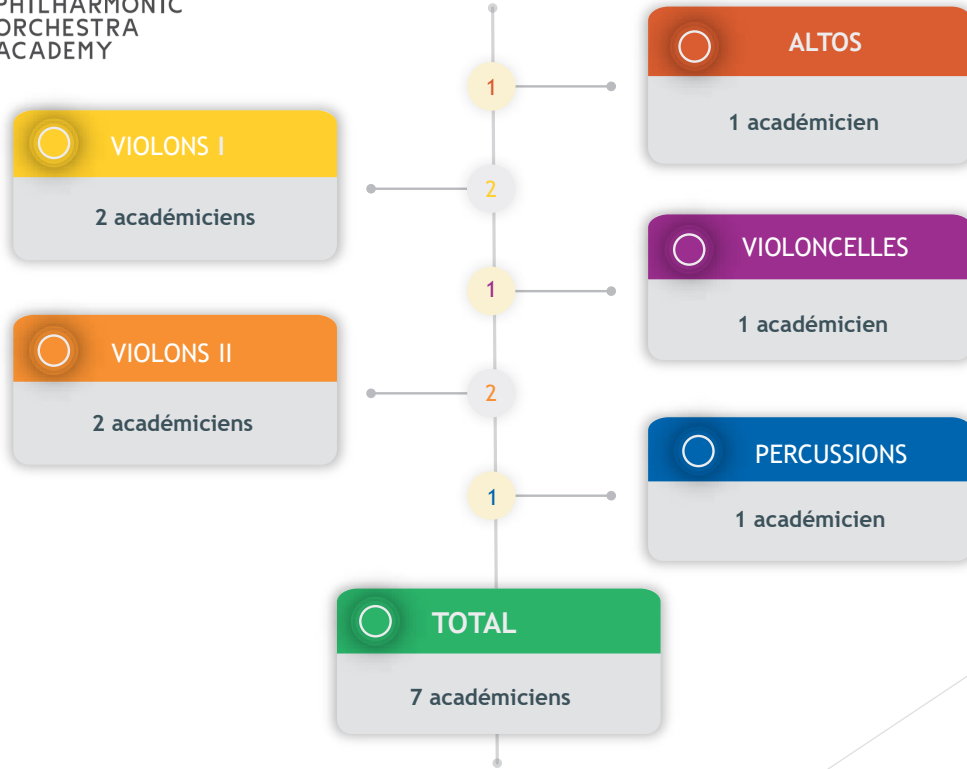 PHILHARMONIC
ORCHESTRA
ACADEMY
ALTOS
1
1 académicien
VIOLONS I
2
2 académiciens
VIOLONCELLES
1
1 académicien
VIOLONS II
2
2 académiciens
PERCUSSIONS
1
1 académicien
TOTAL
7 académiciens